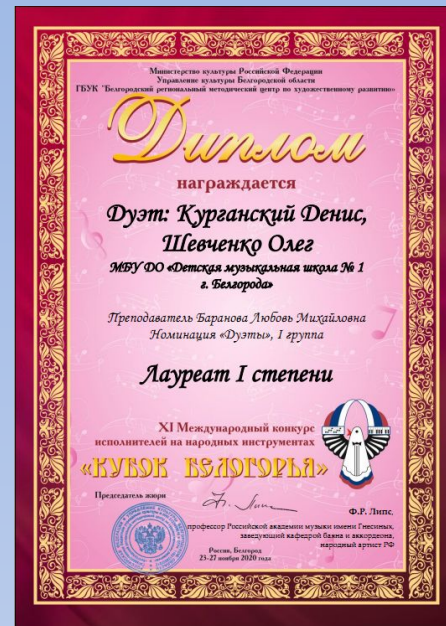 Министерство культуры Российской Федерации
Управление культуры Белгородской области
ГБУК "Белгородский региональный методический центр по художественному развитию»
Диплом
награждается
Дуэт: Курганский Денис,
Шевченко Олег
МБУ ДО «Детская музыкальная школа № 1
г. Белгорода»
Преподаватель Баранова Любовь Михайловна
Номинация «Дуэты», I группа
Лауреат I степени
XI Международный конкурс
исполнителей на народных инструментах
«КУБОК БЕЛОГОРЬЯ»
Председатель жюри
Ф.Р. Липс,
профессор Российской академии музыки имени Гнесиных,
заведующий кафедрой баяна и аккордеона,
народный артист РФ
Россия, Белгород
23-27 ноября 2020 года